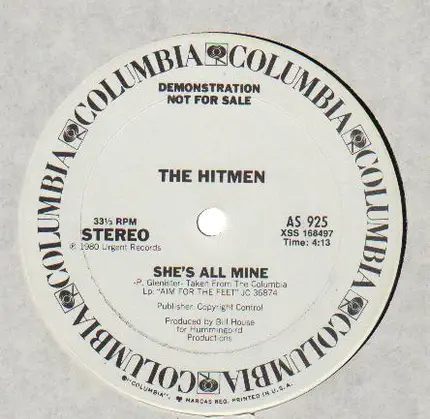 COLUMBIA COLUMBIA COLUMBIA COLUMBIA COLUMBIA COLUMBIA
DEMONSTRATION
NOT FOR SALE
THE HITMEN
33⅓ RPM
STEREO
℗ 1980 Urgent Records
AS 925
XSS 168497
Time: 4:13
SHE'S ALL MINE
-P. Glenister- Taken From The Columbia
Lp. "AIM FOR THE FEET" JC 36874
Publisher: Copyright Control
Produced by Bill House
for Hummingbird
Productions
"COLUMBIA", MARCAS REG. PRINTED IN U.S.A.